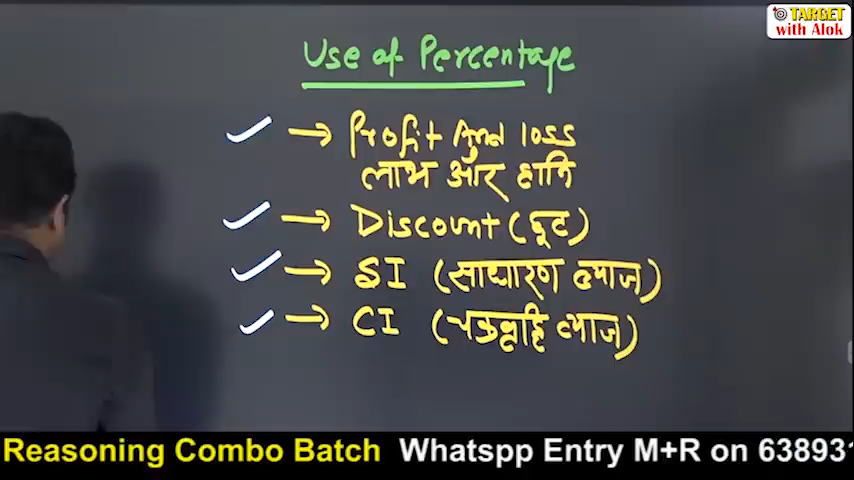 TARGET
with Alok
Use of Percentage
→ Profit And loss
लाभ और हानि
→ Discount (छूट)
→ SI (साधारण ब्याज)
→ CI (चक्रवृद्धि ब्याज)
Reasoning Combo Batch Whatspp Entry M+R on 638931